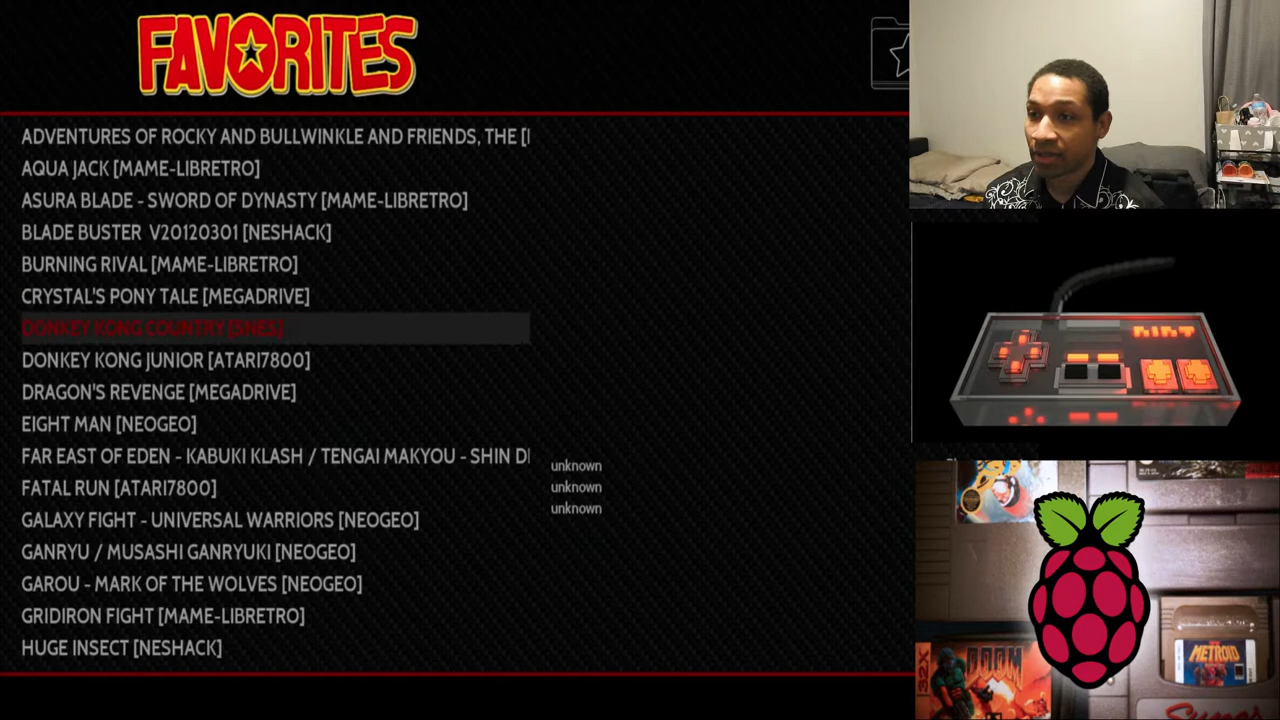 FAVORITES
ADVENTURES OF ROCKY AND BULLWINKLE AND FRIENDS, THE [
AQUA JACK [MAME-LIBRETRO]
ASURA BLADE - SWORD OF DYNASTY [MAME-LIBRETRO]
BLADE BUSTER V20120301 [NESHACK]
BURNING RIVAL [MAME-LIBRETRO]
CRYSTAL'S PONY TALE [MEGADRIVE]
DONKEY KONG COUNTRY [SNES]
DONKEY KONG JUNIOR [ATARI7800]
DRAGON'S REVENGE [MEGADRIVE]
EIGHT MAN [NEOGEO]
FAR EAST OF EDEN - KABUKI KLASH / TENGAI MAKYOU - SHIN D
FATAL RUN [ATARI7800]
GALAXY FIGHT - UNIVERSAL WARRIORS [NEOGEO]
GANRYU / MUSASHI GANRYUKI [NEOGEO]
GAROU - MARK OF THE WOLVES [NEOGEO]
GRIDIRON FIGHT [MAME-LIBRETRO]
HUGE INSECT [NESHACK]
unknown
unknown
unknown
METROID
32X
DOOM
Super